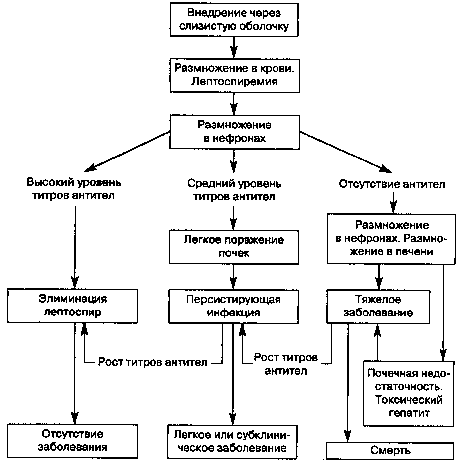 Внедрение через
слизистую оболочку
Размножение в крови.
Лептоспиремия
Размножение
в нефронах
Высокий уровень
титров антител
Средний уровень
титров антител
Отсутствие антител
Легкое поражение
почек
Размножение
в нефронах. Размно-
жение в печени
Элиминация
лептоспир
Персистирующая
инфекция
Тяжелое
заболевание
Рост титров антител
Рост титров
антител
Почечная недо-
статочность.
Токсический
гепатит
Отсутствие
заболевания
Легкое или субклини-
ческое заболевание
Смерть